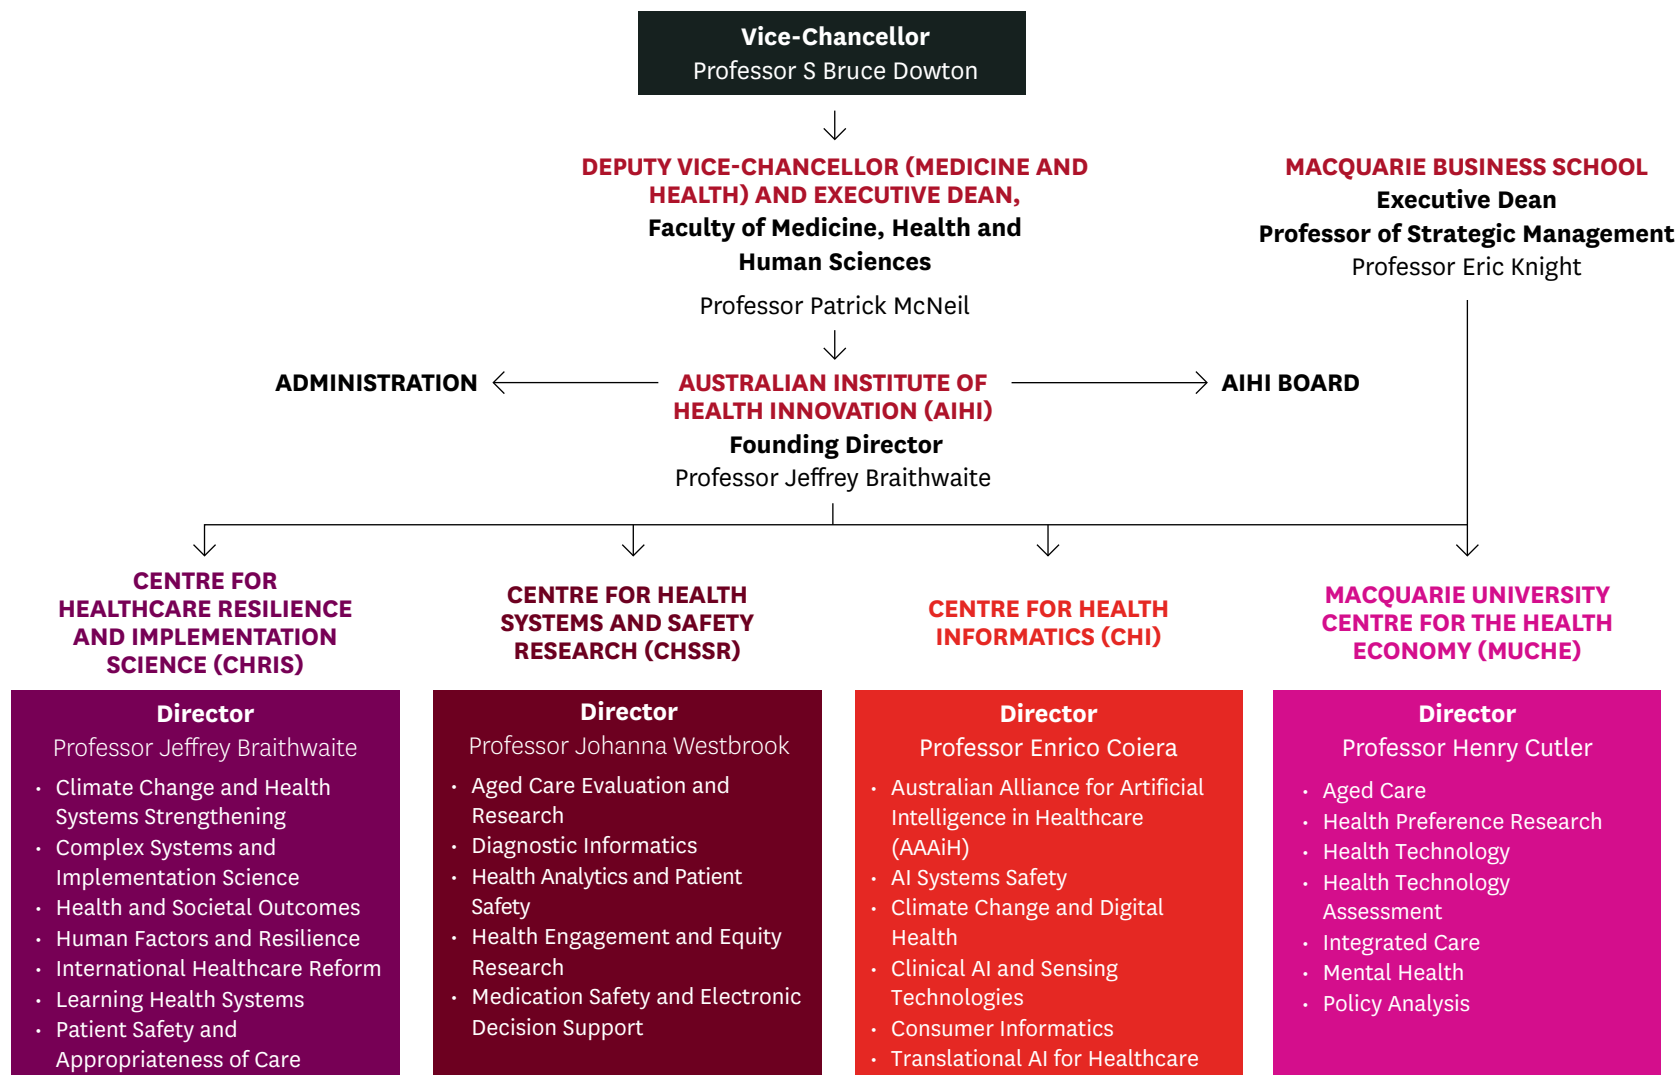 Vice-Chancellor
Professor S Bruce Dowton
DEPUTY VICE-CHANCELLOR (MEDICINE AND
HEALTH) AND EXECUTIVE DEAN,
Faculty of Medicine, Health and
Human Sciences
Professor Patrick McNeil
MACQUARIE BUSINESS SCHOOL
Executive Dean
Professor of Strategic Management
Professor Eric Knight
ADMINISTRATION
AUSTRALIAN INSTITUTE OF
HEALTH INNOVATION (AIHI)
Founding Director
Professor Jeffrey Braithwaite
AIHI BOARD
CENTRE FOR
HEALTHCARE RESILIENCE
AND IMPLEMENTATION
SCIENCE (CHRIS)
Director
Professor Jeffrey Braithwaite
• Climate Change and Health
Systems Strengthening
• Complex Systems and
Implementation Science
• Health and Societal Outcomes
• Human Factors and Resilience
• International Healthcare Reform
• Learning Health Systems
• Patient Safety and
Appropriateness of Care
CENTRE FOR HEALTH
SYSTEMS AND SAFETY
RESEARCH (CHSSR)
Director
Professor Johanna Westbrook
• Aged Care Evaluation and
Research
• Diagnostic Informatics
• Health Analytics and Patient
Safety
• Health Engagement and Equity
Research
• Medication Safety and Electronic
Decision Support
CENTRE FOR HEALTH
INFORMATICS (CHI)
Director
Professor Enrico Coiera
• Australian Alliance for Artificial
Intelligence in Healthcare
(AAAiH)
• AI Systems Safety
• Climate Change and Digital
Health
• Clinical AI and Sensing
Technologies
• Consumer Informatics
• Translational AI for Healthcare
MACQUARIE UNIVERSITY
CENTRE FOR THE HEALTH
ECONOMY (MUCHE)
Director
Professor Henry Cutler
• Aged Care
• Health Preference Research
• Health Technology
• Health Technology
Assessment
• Integrated Care
• Mental Health
• Policy Analysis